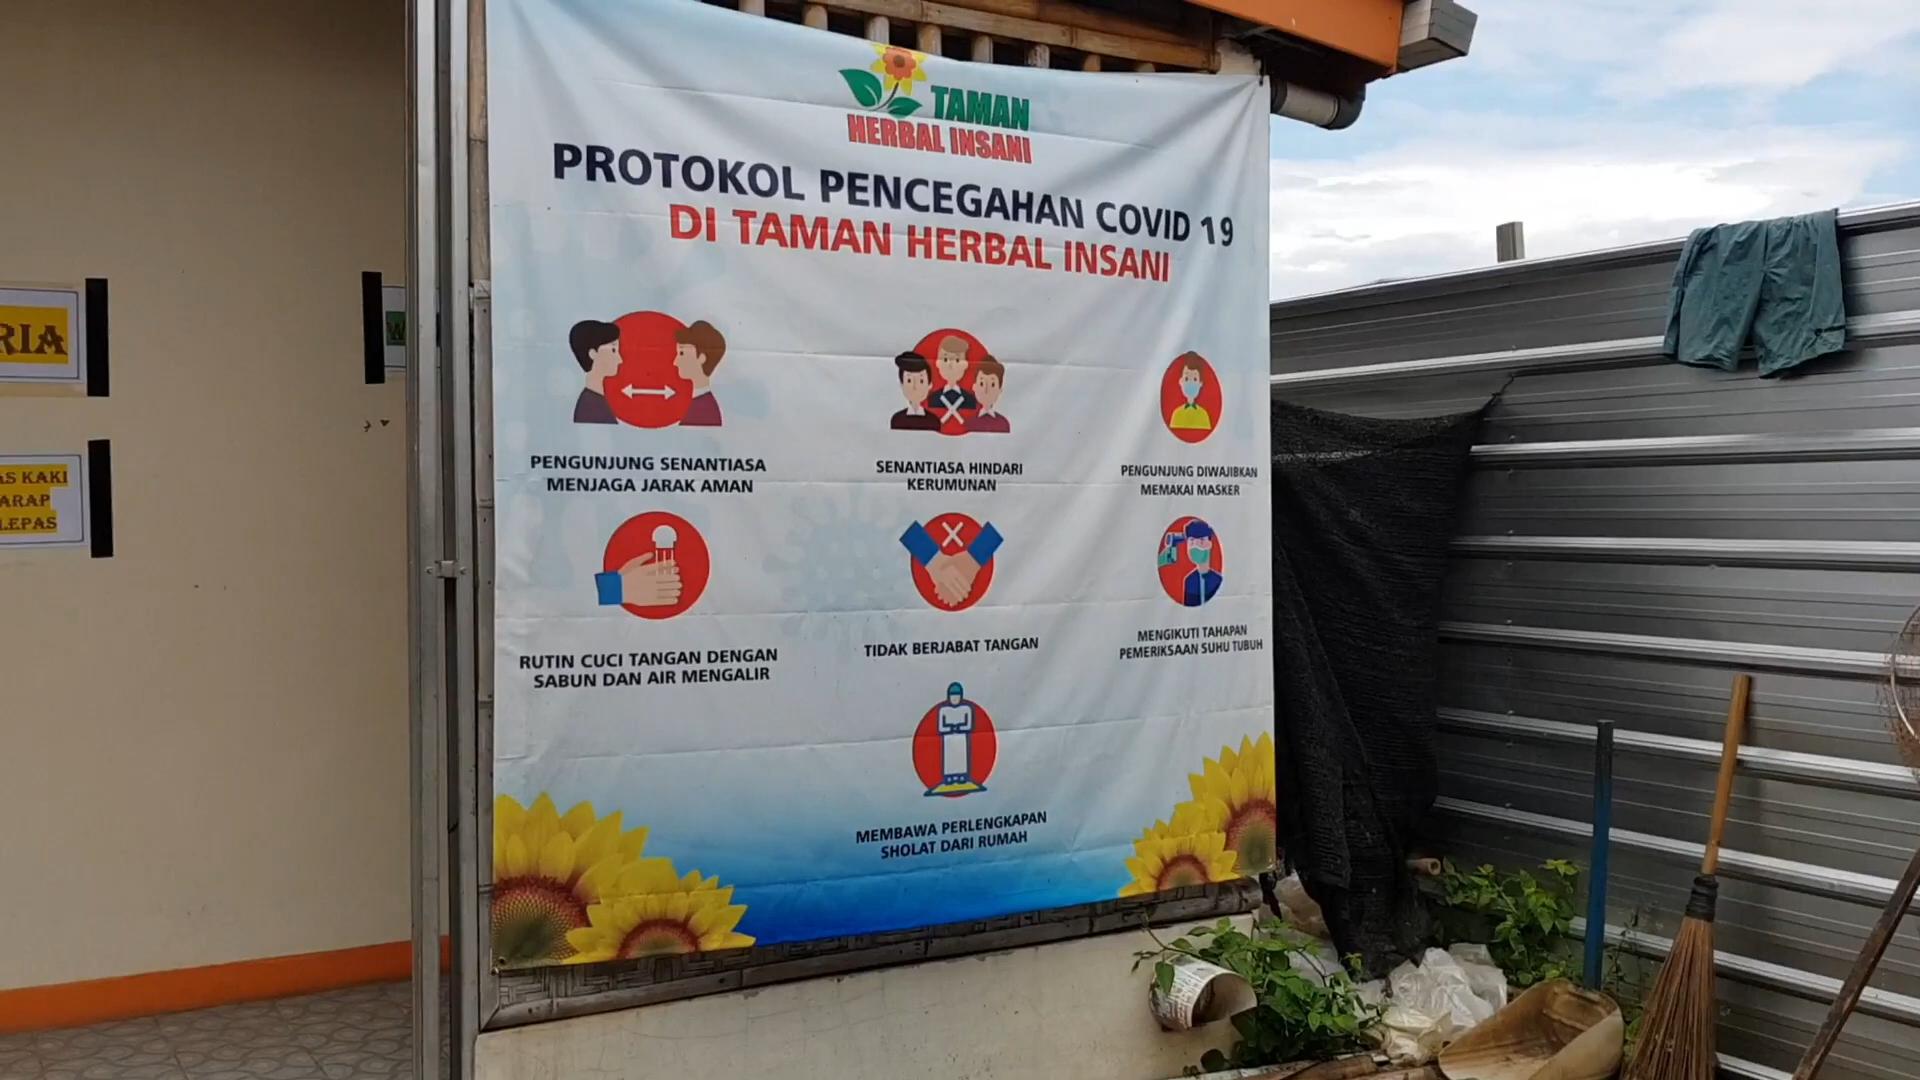 TAMAN
HERBAL INSANI
PROTOKOL PENCEGAHAN COVID 19
DI TAMAN HERBAL INSANI
PENGUNJUNG SENANTIASA
MENJAGA JARAK AMAN
SENANTIASA HINDARI
KERUMUNAN
PENGUNJUNG DIWAJIBKAN
MEMAKAI MASKER
RUTIN CUCI TANGAN DENGAN
SABUN DAN AIR MENGALIR
TIDAK BERJABAT TANGAN
MENGIKUTI TAHAPAN
PEMERIKSAAN SUHU TUBUH
MEMBAWA PERLENGKAPAN
SHOLAT DARI RUMAH
RIA
AS KAKI
ARAP
LEPAS